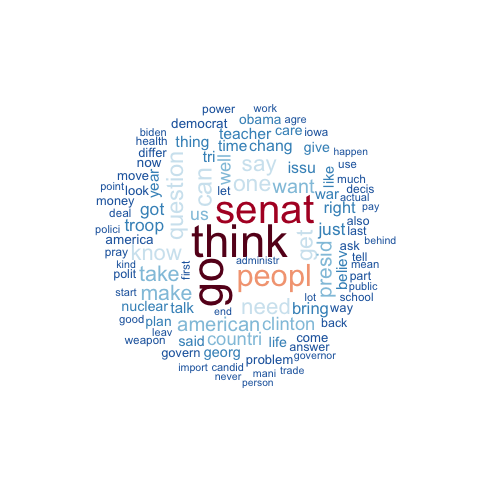 power work
democrat obama agre
biden teacher care iowa
health thing time chang give
differ tri happen
now question can well say issu like use
move year let one want war much decis
point look actual
money got us senat right pay
deal troop think just also
polici last behind
america know go get presid believ ask
pray administr tell
kind polit take first peopl part
start make need lot bring public
nuclear talk end way school
good plan american clinton back
leav said countri life come
weapon govern georg answer
problem governor
import candid mani trade
never person
mean